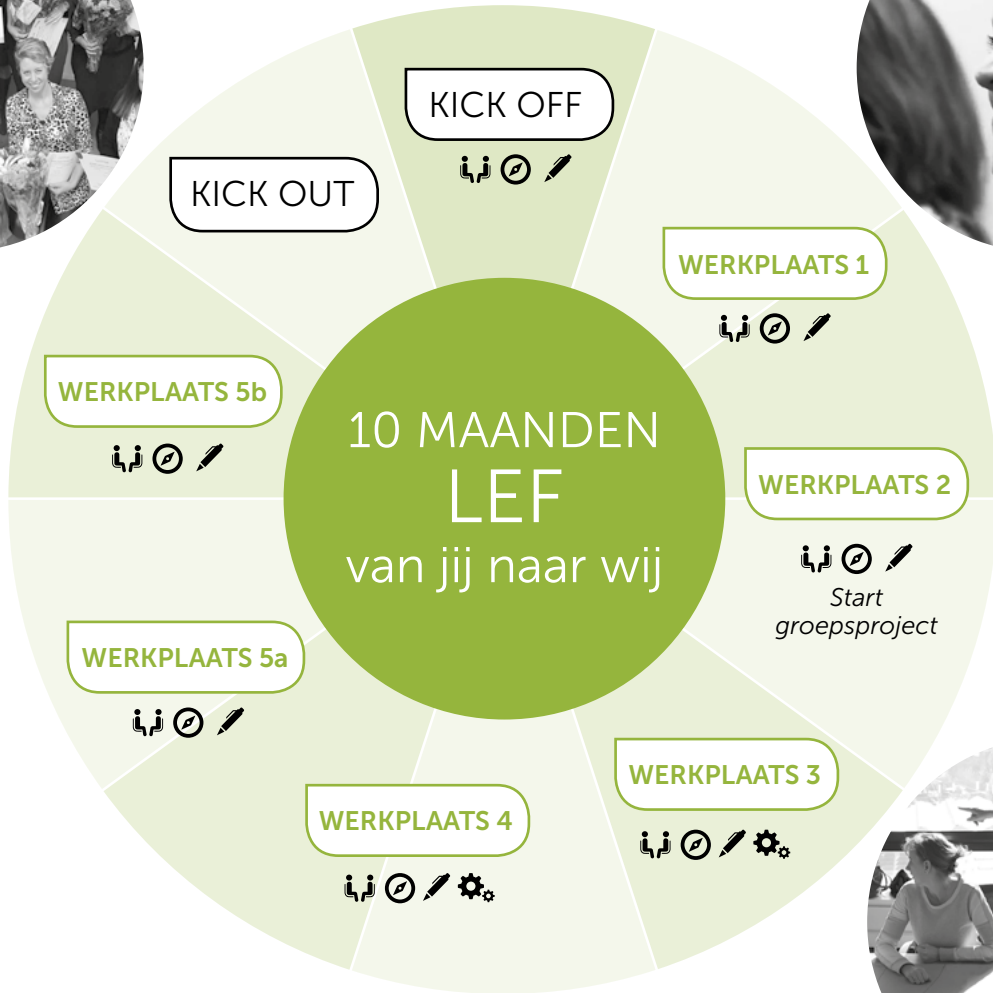 KICK OFF
WERKPLAATS 1
WERKPLAATS 2
Start
groepsproject
WERKPLAATS 3
WERKPLAATS 4
WERKPLAATS 5a
WERKPLAATS 5b
KICK OUT
10 MAANDEN
LEF
van jij naar wij